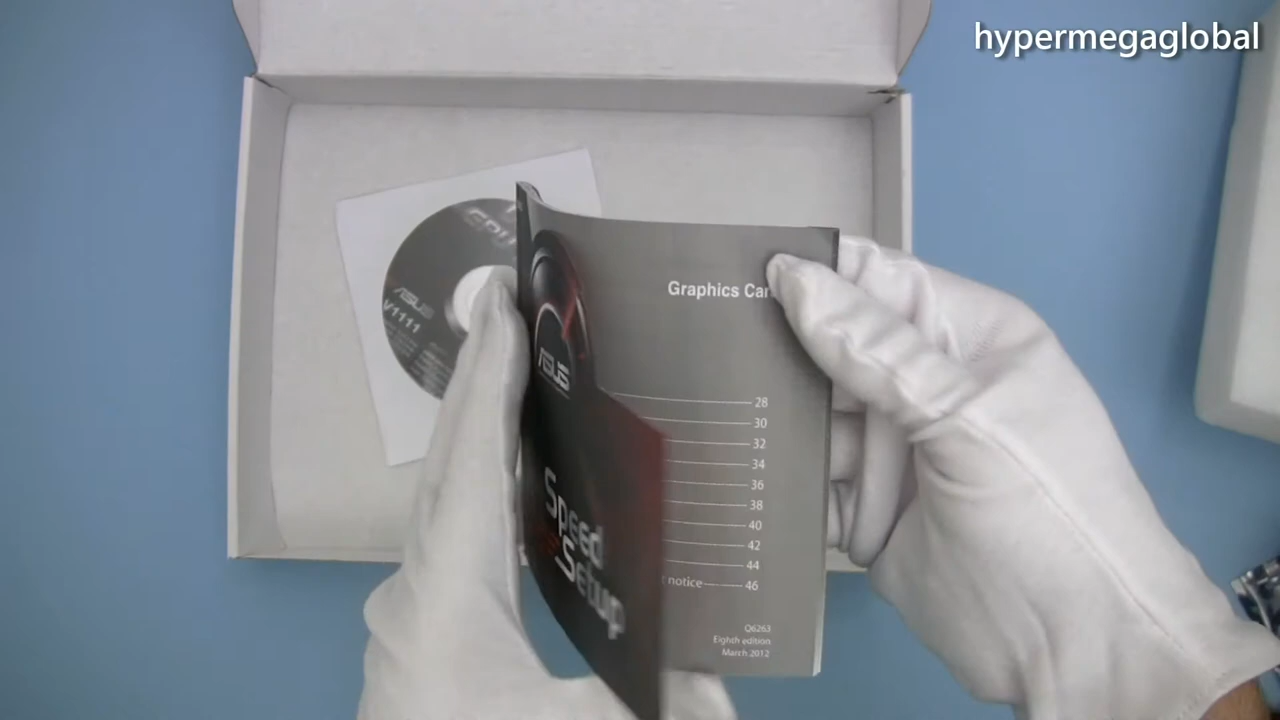 hypermegaglobal
ASUS
V1111
Graphics Car
ASUS
28
30
32
34
36
38
40
42
44
t notice 46
Speed
Setup
Q6263
Eighth edition
March 2012